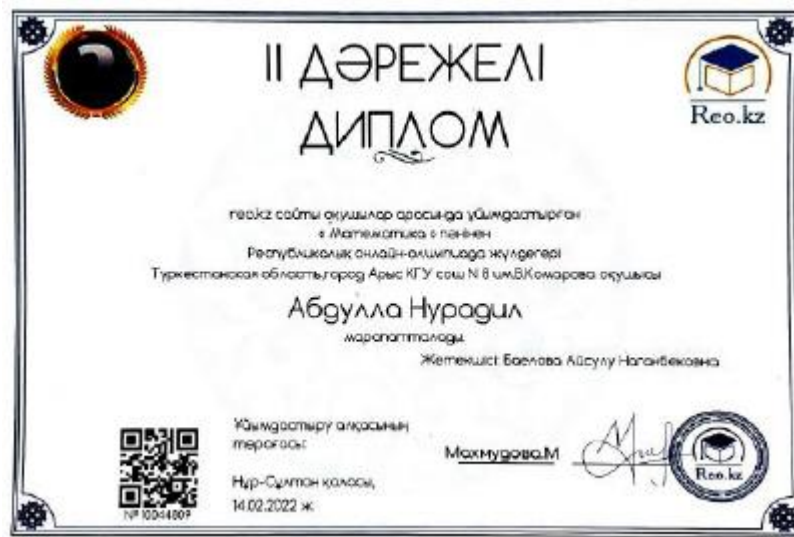 II ДӘРЕЖЕЛІ
ДИПЛОМ
Reo.kz
reo.kz сайты оқушылар арасында ұйымдастырған
« Математика » пәнінен
Республикалық онлайн-олимпиада жүлдегері
Туркестанская область,город Арыс КГУ сош N 8 им.В.Комарова оқушысы
Абдулла Нурадил
марапатталады
Жетекшісі: Баелова Айсулу Наганбековна
Ұйымдастыру алқасының
төрағасы:
Махмудова.М
Reo.kz
Нұр-Сұлтан қаласы,
14.02.2022 ж
№ 10044809